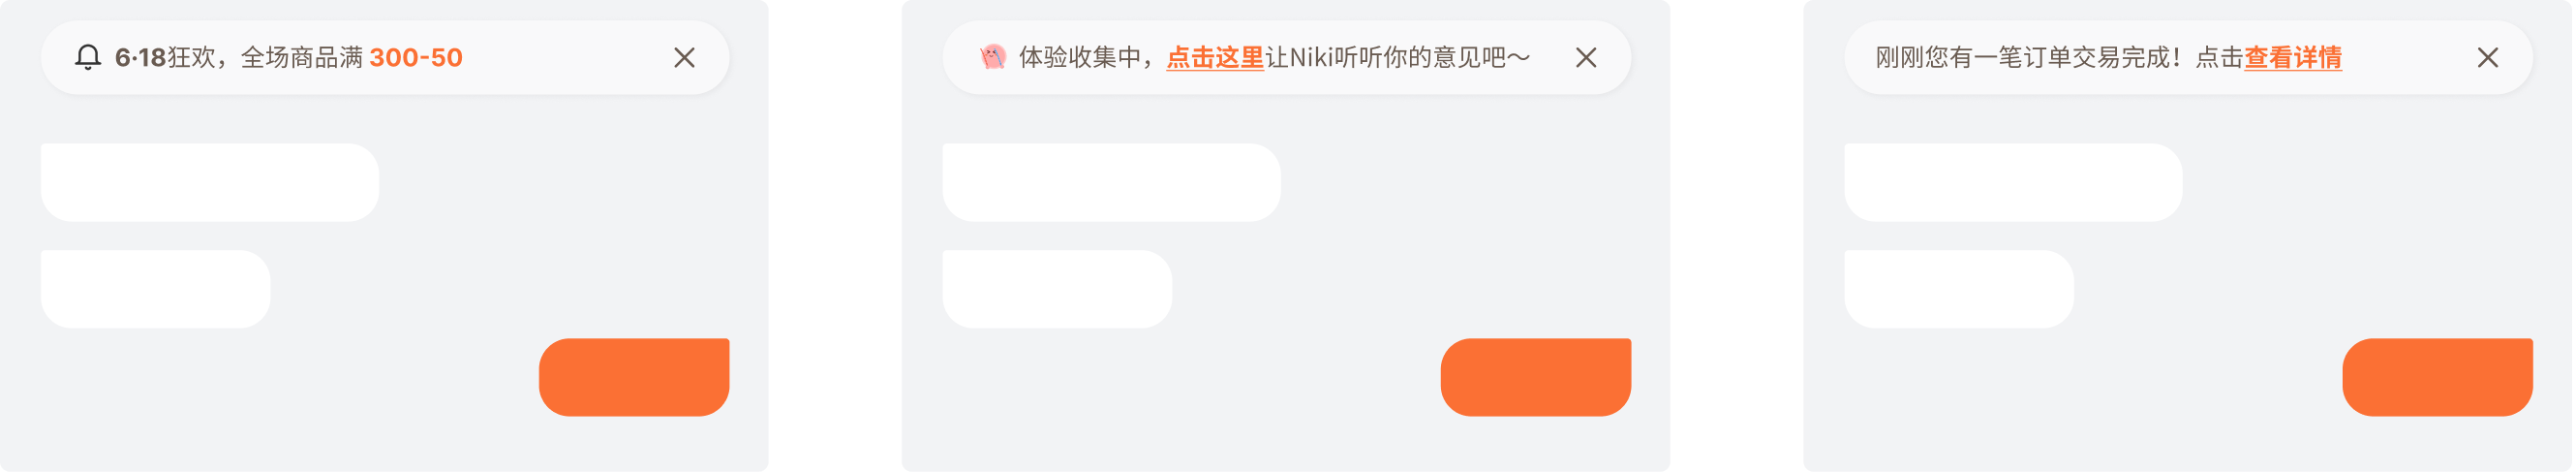 6·18狂欢，全场商品满 300-50
体验收集中，点击这里让Niki听听你的意见吧～
刚刚您有一笔订单交易完成！点击查看详情